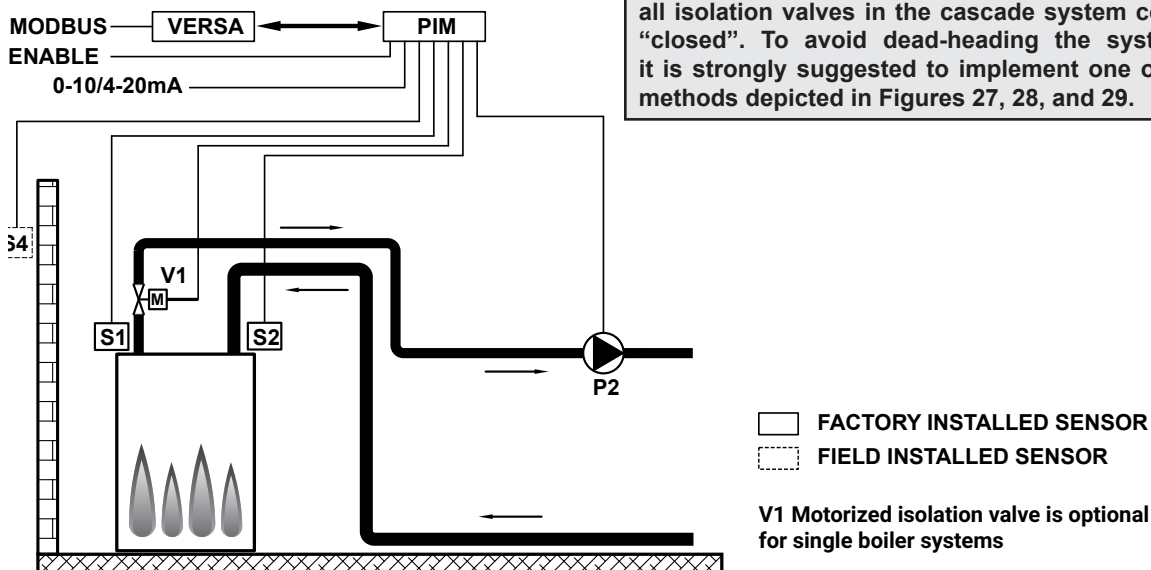 MODBUS
VERSA
PIM
ENABLE
0-10/4-20mA
all isolation valves in the cascade system
“closed”. To avoid dead-heading the
it is strongly suggested to implement one
methods depicted in Figures 27, 28, and 29.
S4
V1
M
S1
S2
P2
FACTORY INSTALLED SENSOR
FIELD INSTALLED SENSOR
V1 Motorized isolation valve is optional
for single boiler systems